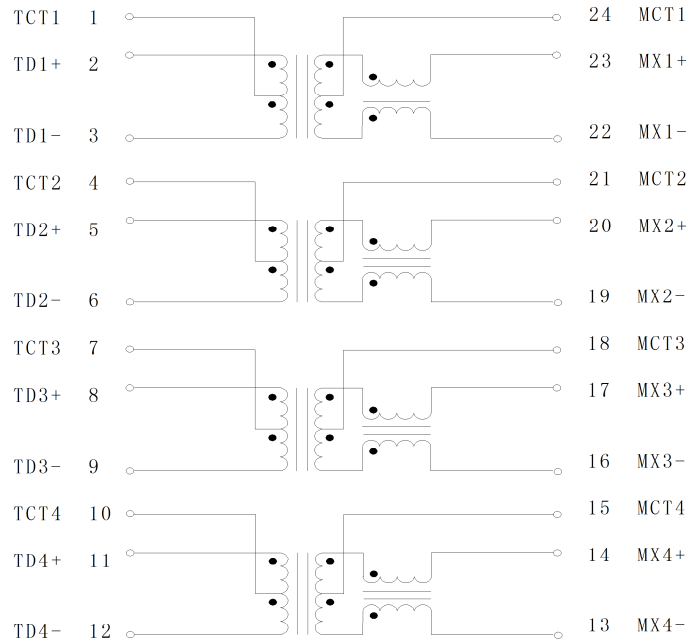 TCT1 1 24 MCT1
TD1+ 2 23 MX1+
TD1- 3 22 MX1-
TCT2 4 21 MCT2
TD2+ 5 20 MX2+
TD2- 6 19 MX2-
TCT3 7 18 MCT3
TD3+ 8 17 MX3+
TD3- 9 16 MX3-
TCT4 10 15 MCT4
TD4+ 11 14 MX4+
TD4- 12 13 MX4-